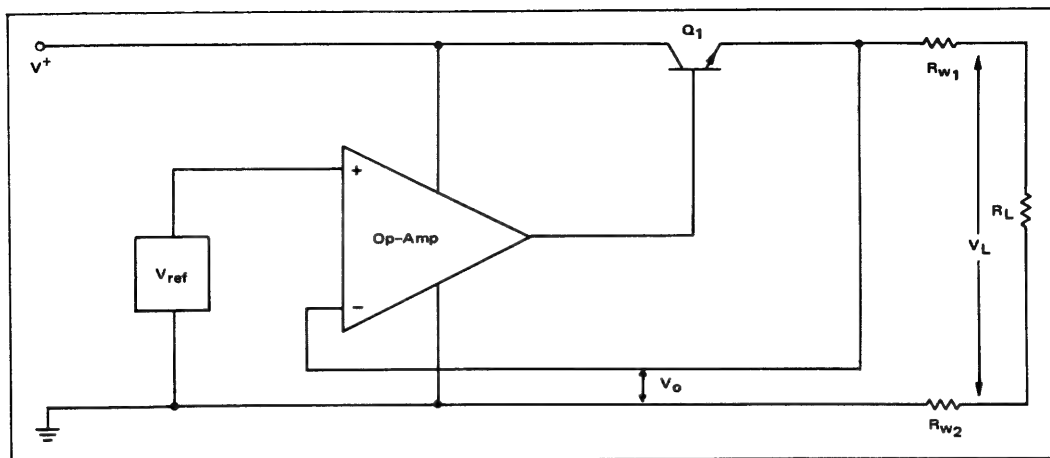 Q1
V+
Rw1
+
Op-Amp
RL
VL
Vref
−
Vo
Rw2